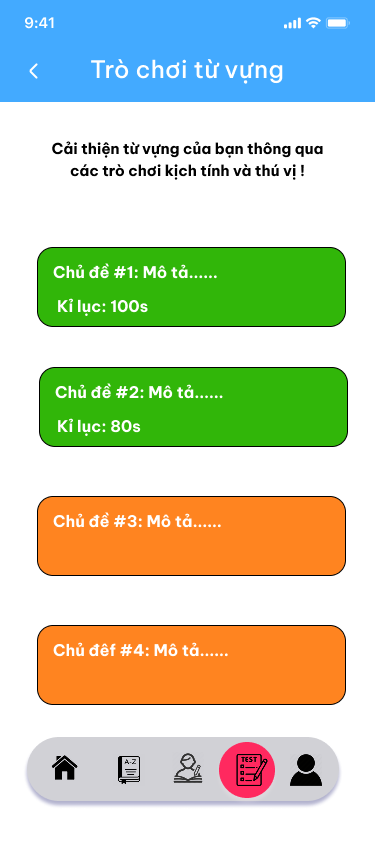 9:41
Trò chơi từ vựng
Cải thiện từ vựng của bạn thông qua
các trò chơi kịch tính và thú vị !
Chủ đề #1: Mô tả......
Kỉ lục: 100s
Chủ đề #2: Mô tả......
Kỉ lục: 80s
Chủ đề #3: Mô tả......
Chủ đêf #4: Mô tả......
A-Z
TEST